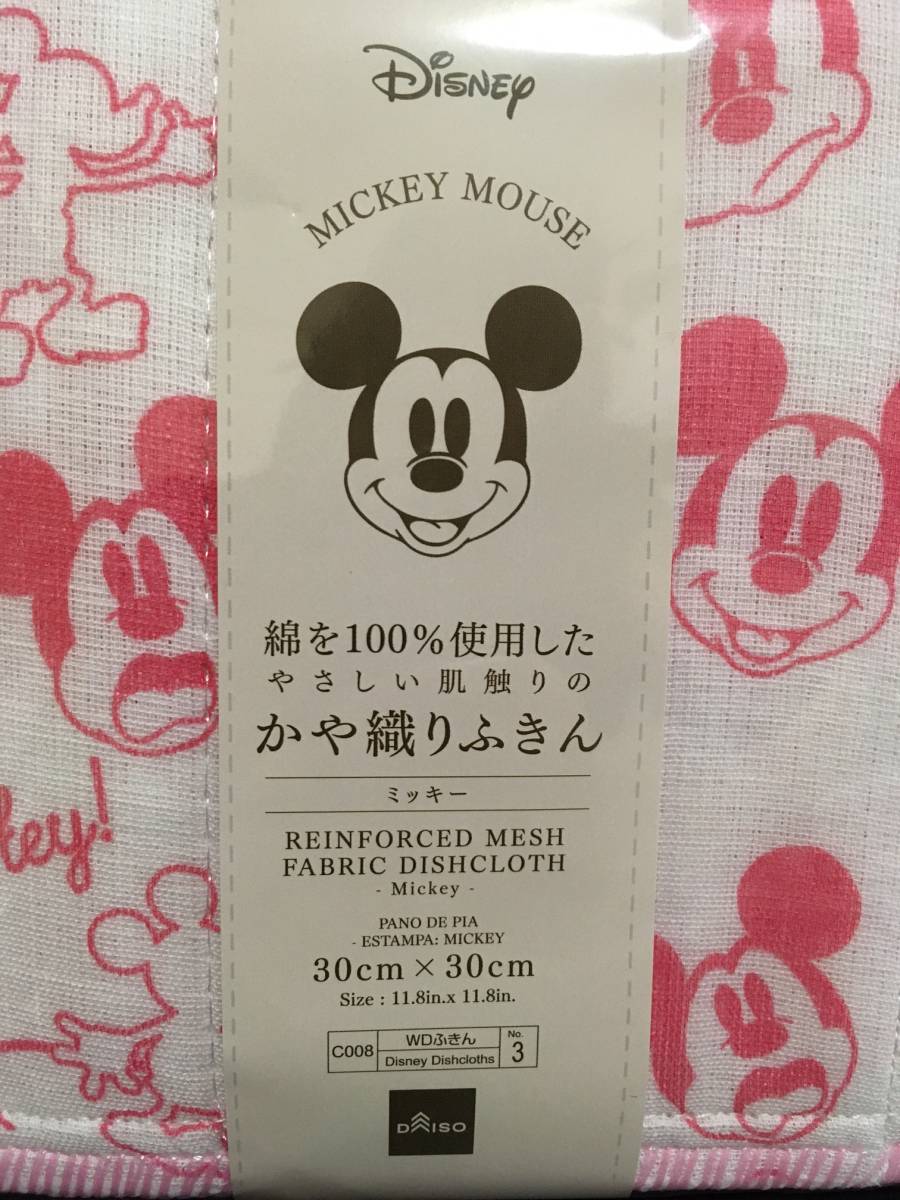 Disney
MICKEY MOUSE
綿を100%使用した
やさしい肌触りの
かや織りふきん
ミッキー
REINFORCED MESH
FABRIC DISHCLOTH
- Mickey -
PANO DE PIA
- ESTAMPA: MICKEY
30cm × 30cm
Size : 11.8in.x 11.8in.
C008
WDふきん
Disney Dishcloths
No.
3
DAISO